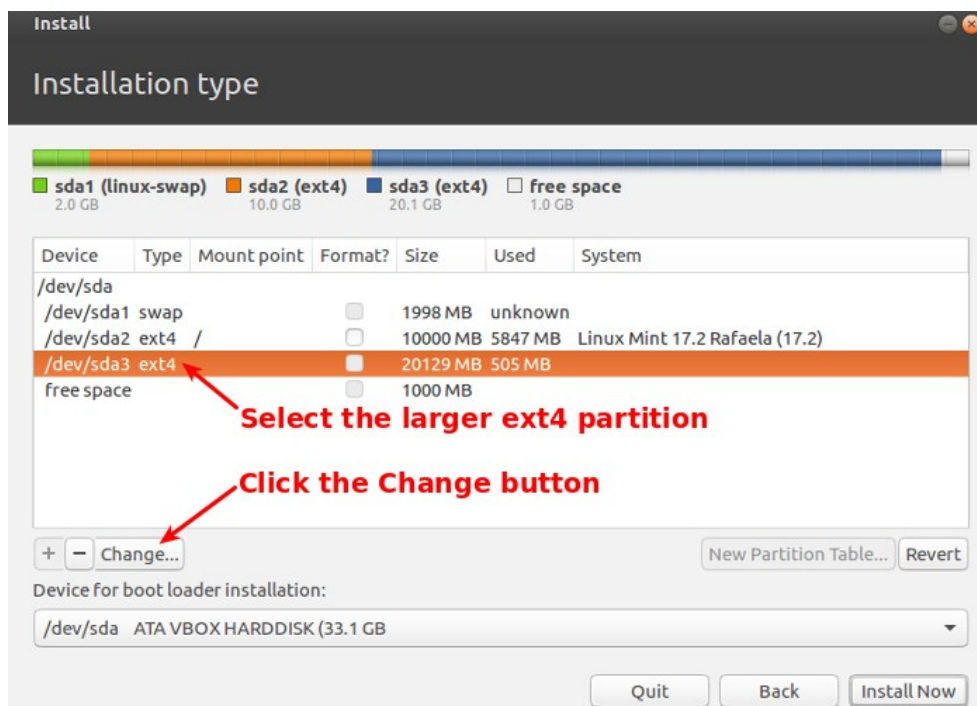 Install
Installation type
sda1 (linux-swap) sda2 (ext4) sda3 (ext4) free space
2.0 GB 10.0 GB 20.1 GB 1.0 GB
Device Type Mount point Format? Size Used System
/dev/sda
/dev/sda1 swap 1998 MB unknown
/dev/sda2 ext4 / 10000 MB 5847 MB Linux Mint 17.2 Rafaela (17.2)
/dev/sda3 ext4 20129 MB 505 MB
free space 1000 MB
Select the larger ext4 partition
Click the Change button
+ − Change... New Partition Table... Revert
Device for boot loader installation:
/dev/sda ATA VBOX HARDDISK (33.1 GB
Quit Back Install Now